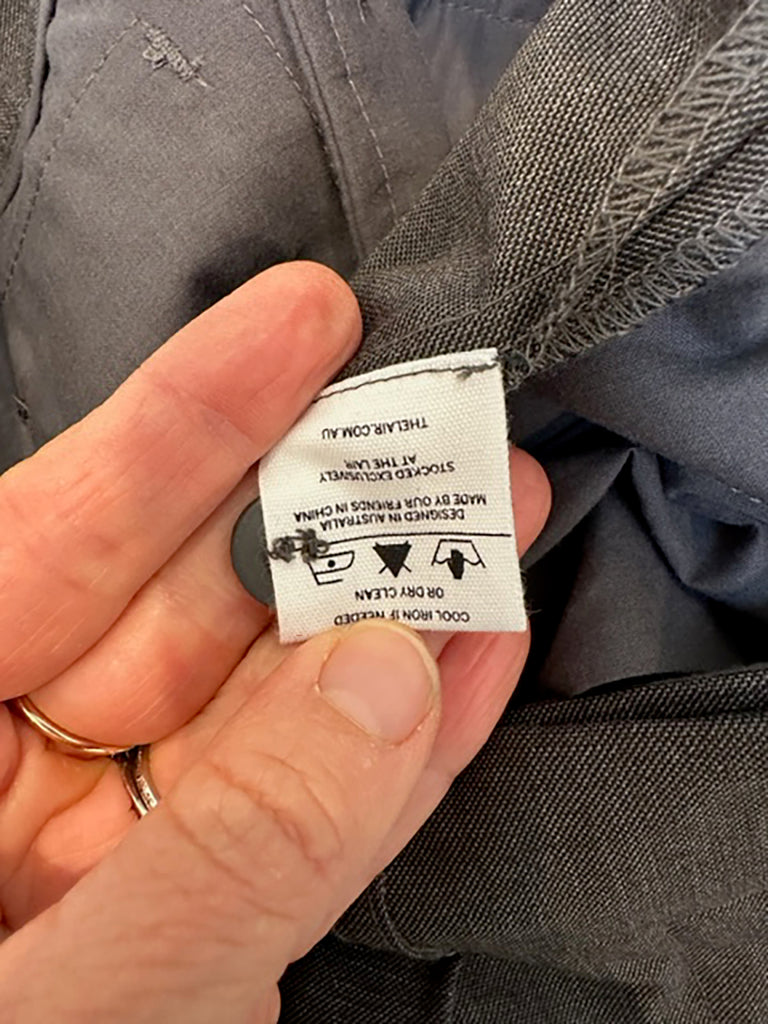 COOL IRON IF NEEDED
OR DRY CLEAN
DESIGNED IN AUSTRALIA
MADE BY OUR FRIENDS IN CHINA
STOCKED EXCLUSIVELY
AT THE LAIR
THELAIR.COM.AU